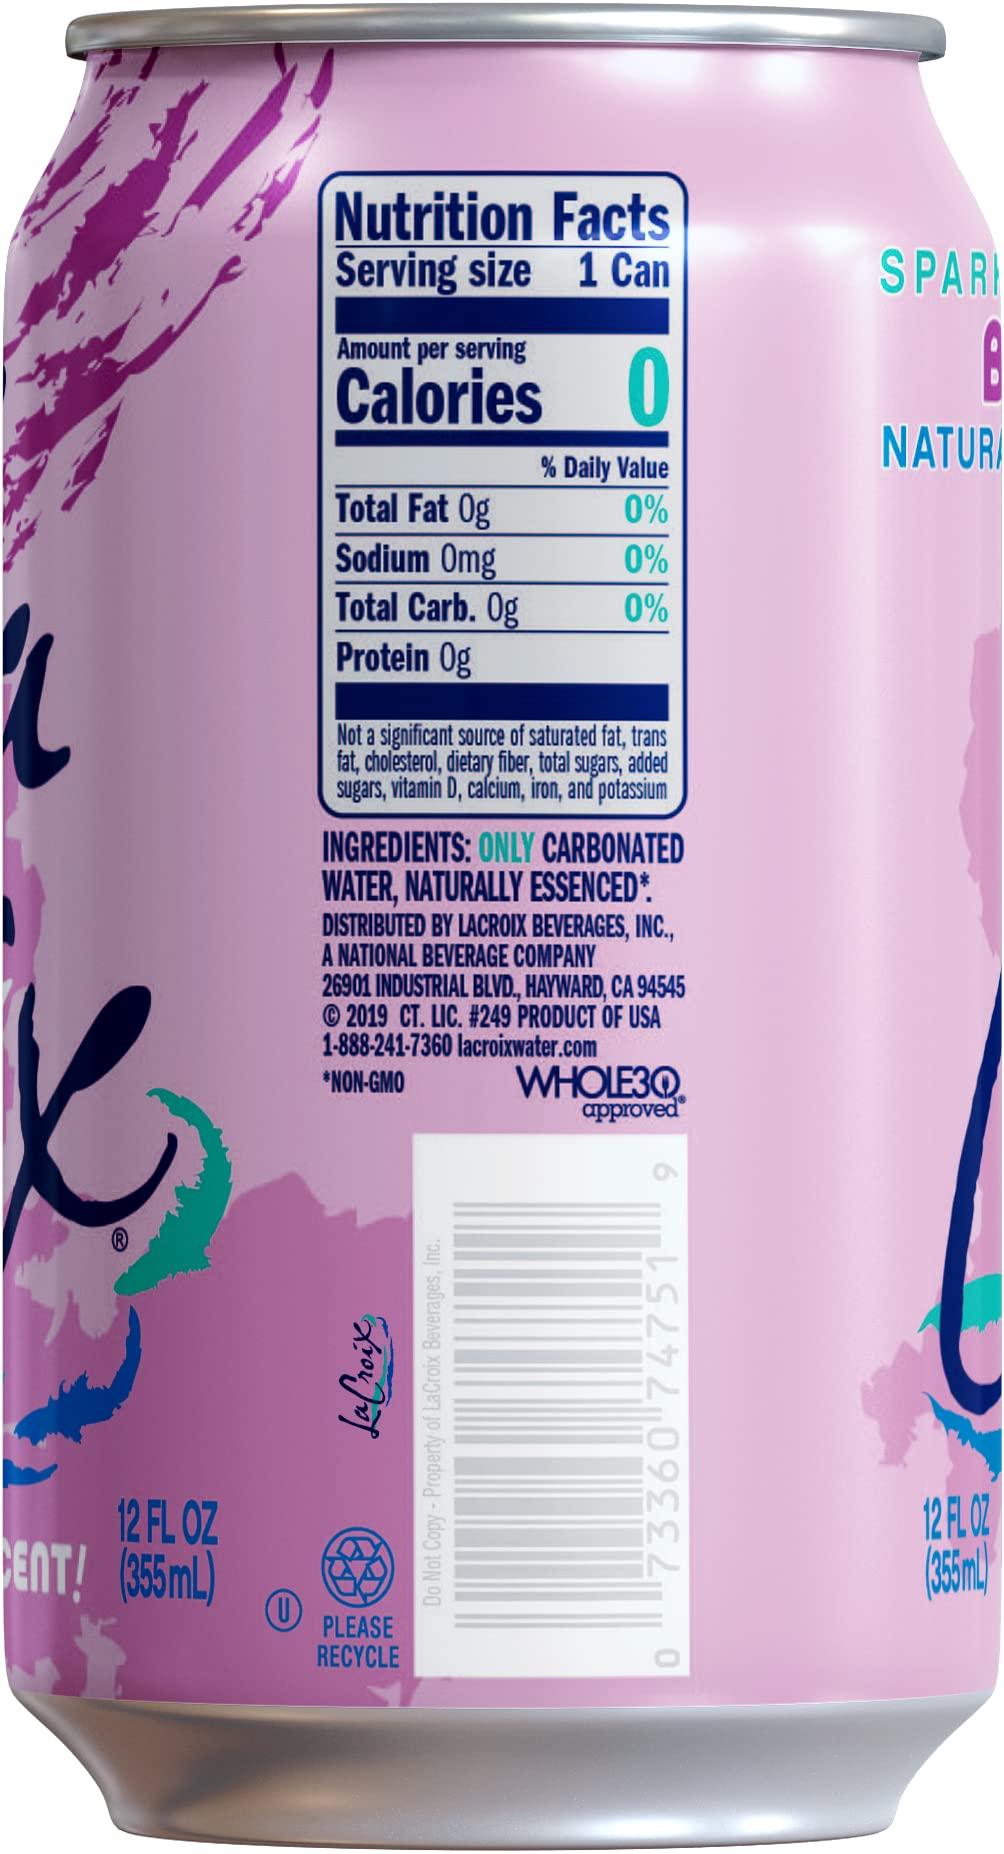 Nutrition Facts
Serving size 1 Can
Amount per serving
Calories 0
% Daily Value
Total Fat 0g 0%
Sodium 0mg 0%
Total Carb. 0g 0%
Protein 0g
Not a significant source of saturated fat, trans
fat, cholesterol, dietary fiber, total sugars, added
sugars, vitamin D, calcium, iron, and potassium
INGREDIENTS: ONLY CARBONATED
WATER, NATURALLY ESSENCED*.
DISTRIBUTED BY LACROIX BEVERAGES, INC.,
A NATIONAL BEVERAGE COMPANY
26901 INDUSTRIAL BLVD., HAYWARD, CA 94545
© 2019 CT. LIC. #249 PRODUCT OF USA
1-888-241-7360 lacroixwater.com
*NON-GMO
WHOLE30
approved®
Do Not Copy - Property of LaCroix Beverages, Inc.
0 73360 74751 9
LaCroix
®
12 FL OZ
(355mL)
U
PLEASE
RECYCLE
CENT!
SPARK
B
NATURA
12 FL OZ
(355mL)